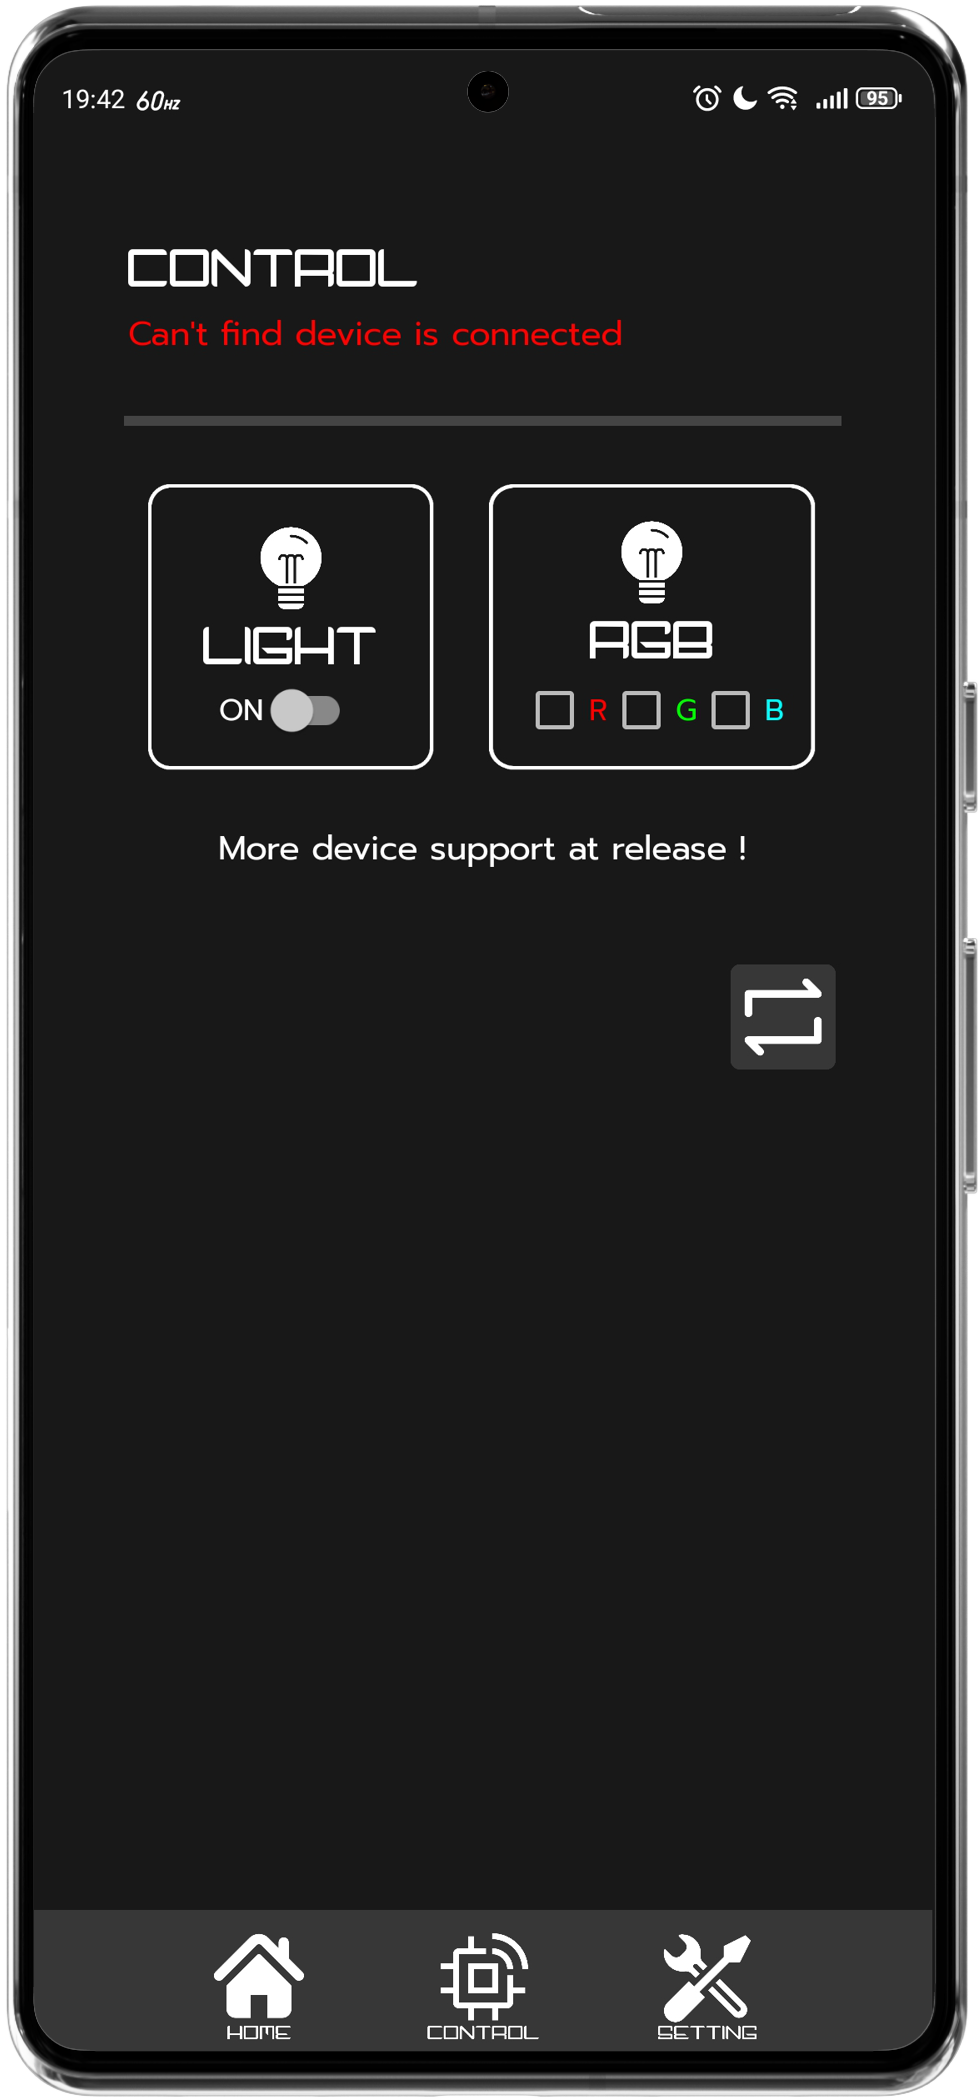 19:42 60HZ 95
CONTROL
Can't find device is connected
LIGHT
ON
RGB
R G B
More device support at release !
HOME CONTROL SETTING